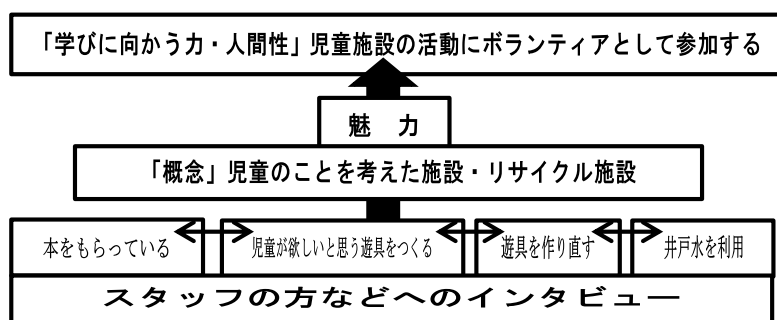 「学びに向かう力・人間性」児童施設の活動にボランティアとして参加する
魅 力
「概念」児童のことを考えた施設・リサイクル施設
本をもらっている 児童が欲しいと思う遊具をつくる 遊具を作り直す 井戸水を利用
スタッフの方などへのインタビュー